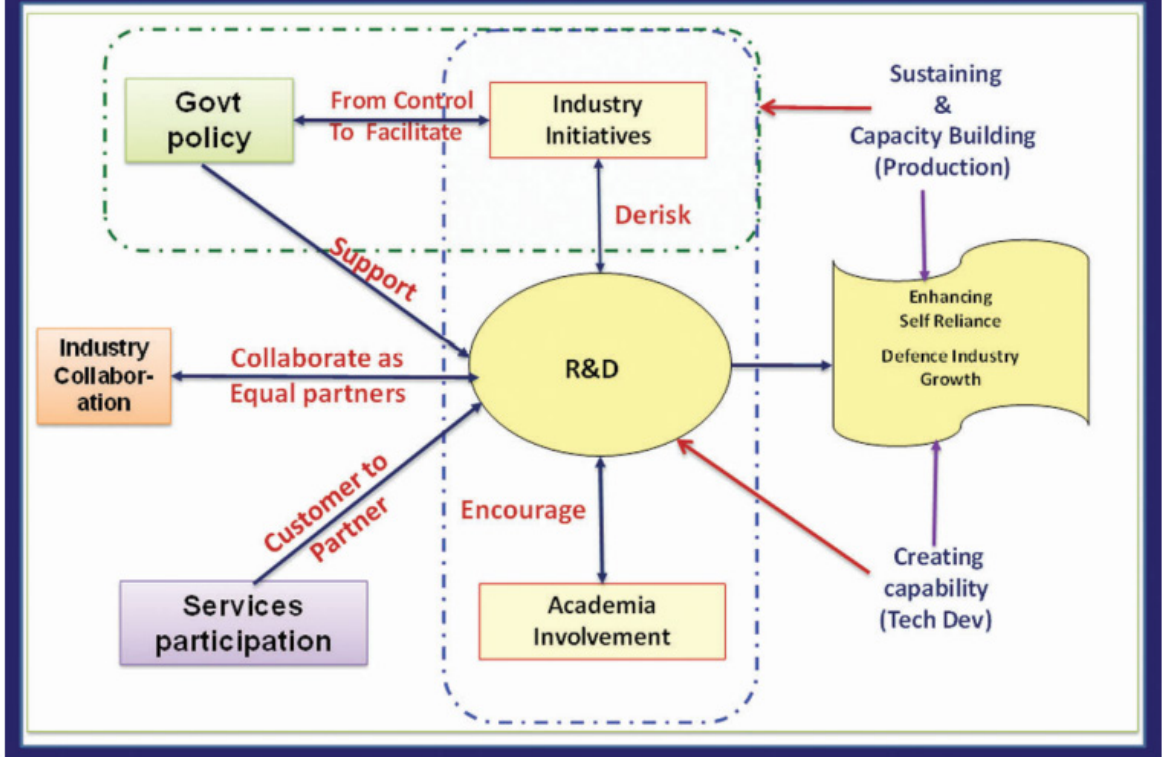 Govt
policy
From Control
To Facilitate
Industry
Initiatives
Sustaining
&
Capacity Building
(Production)
Derisk
Support
Enhancing
Self Reliance
Defence Industry
Growth
Industry
Collabor-
ation
Collaborate as
Equal partners
R&D
Customer to
Partner
Encourage
Services
participation
Academia
Involvement
Creating
capability
(Tech Dev)